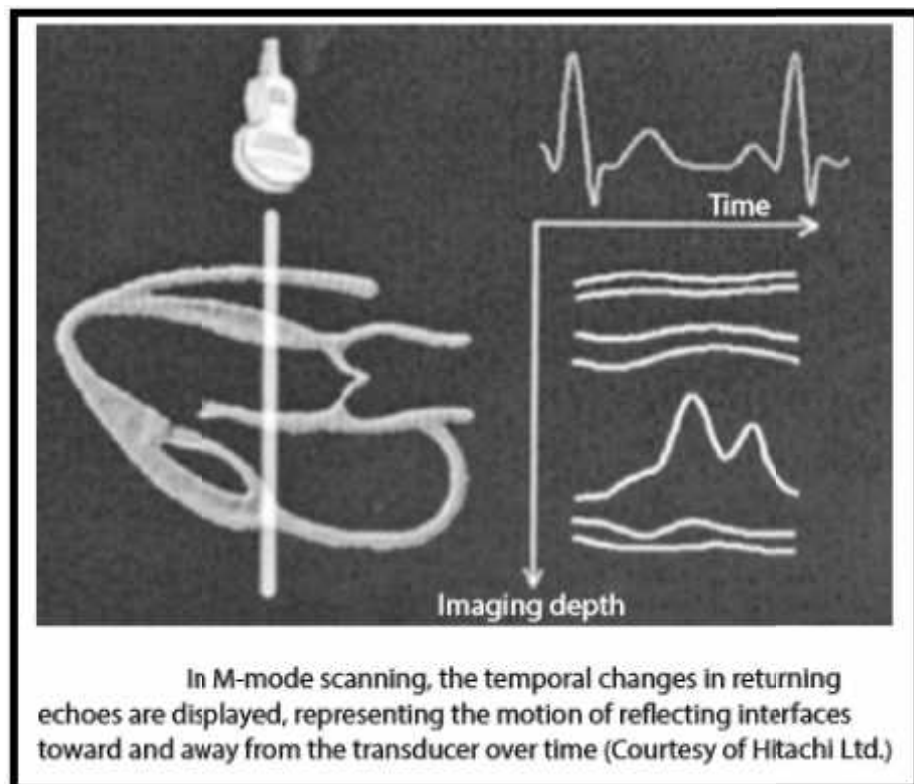 Time
Imaging depth
In M-mode scanning, the temporal changes in returning
echoes are displayed, representing the motion of reflecting interfaces
toward and away from the transducer over time (Courtesy of Hitachi Ltd.)